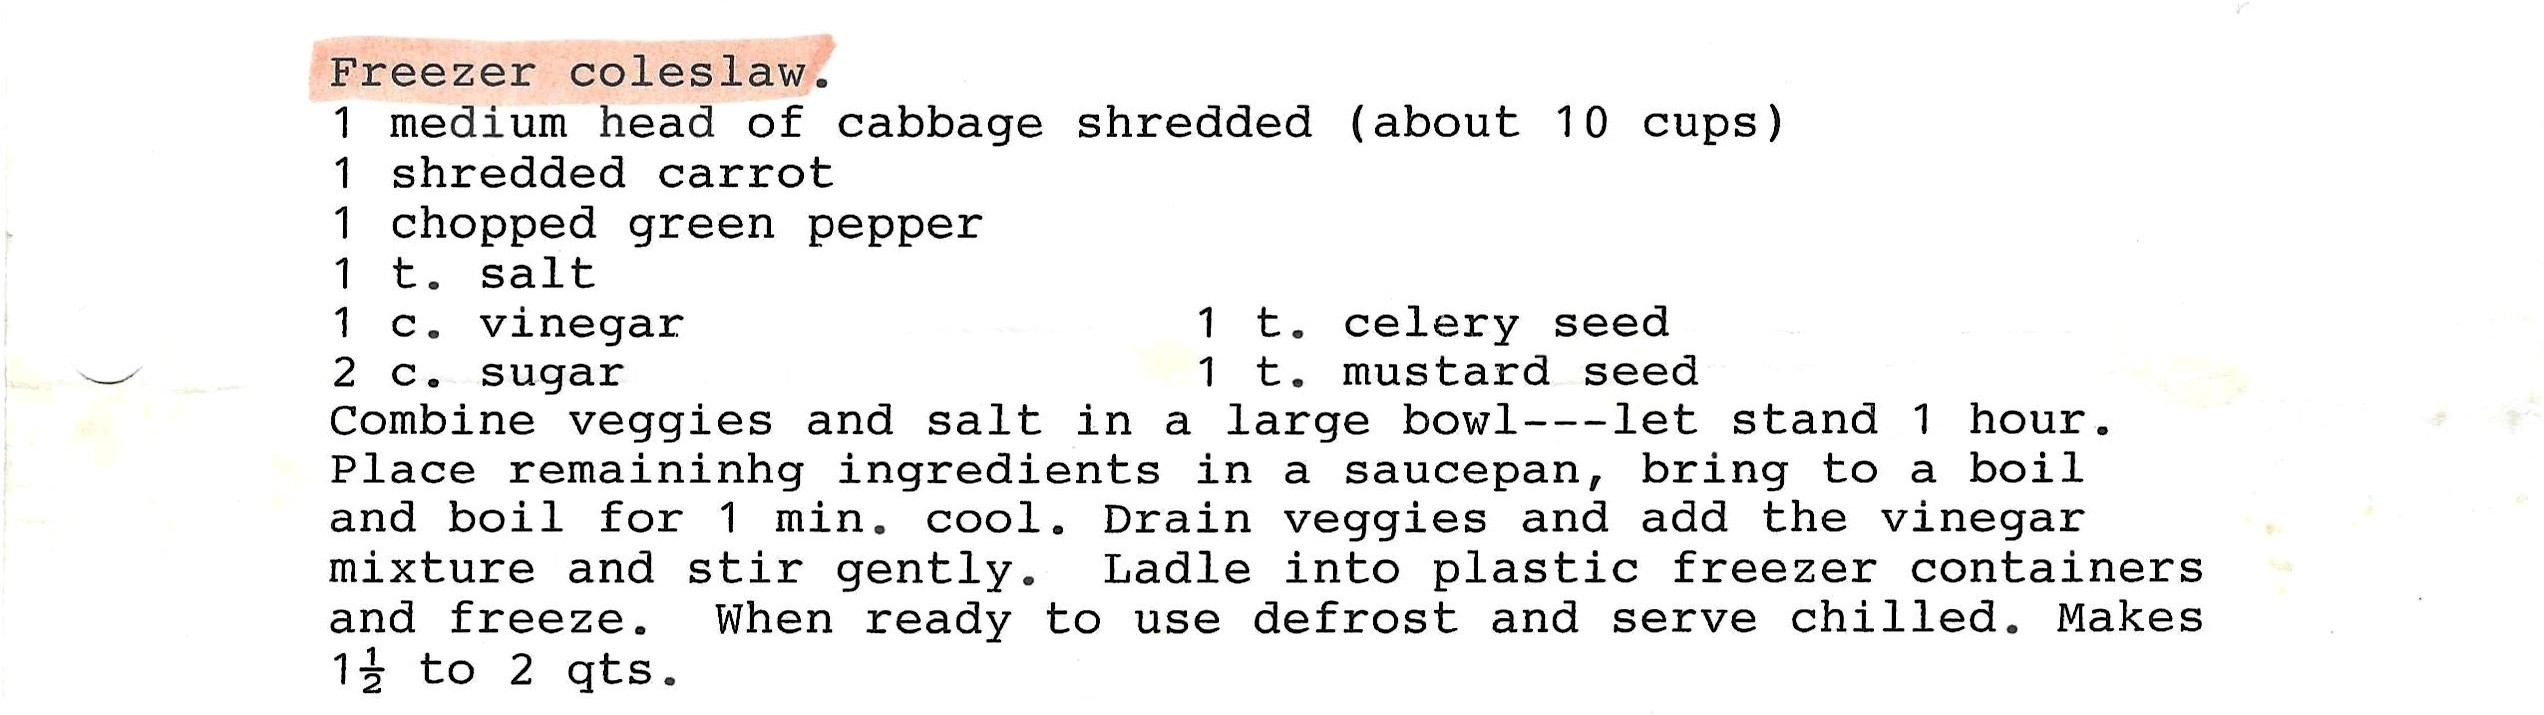 Freezer coleslaw.
1 medium head of cabbage shredded (about 10 cups)
1 shredded carrot
1 chopped green pepper
1 t. salt
1 c. vinegar 1 t. celery seed
2 c. sugar 1 t. mustard seed
Combine veggies and salt in a large bowl---let stand 1 hour.
Place remaininhg ingredients in a saucepan, bring to a boil
and boil for 1 min. cool. Drain veggies and add the vinegar
mixture and stir gently. Ladle into plastic freezer containers
and freeze. When ready to use defrost and serve chilled. Makes
1½ to 2 qts.